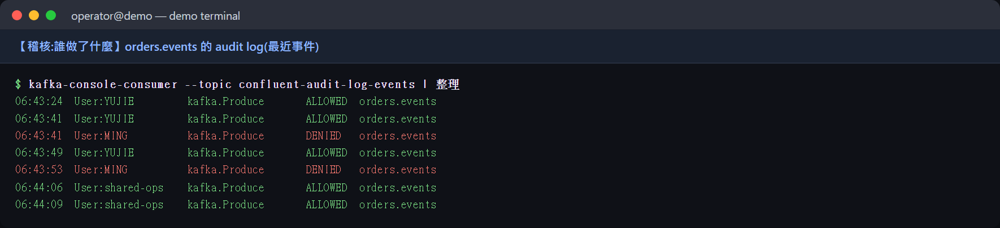 operator@demo — demo terminal
【稽核:誰做了什麼】orders.events 的 audit log(最近事件)
$ kafka-console-consumer --topic confluent-audit-log-events | 整理
06:43:24 User:YUJIE kafka.Produce ALLOWED orders.events
06:43:41 User:YUJIE kafka.Produce ALLOWED orders.events
06:43:41 User:MING kafka.Produce DENIED orders.events
06:43:49 User:YUJIE kafka.Produce ALLOWED orders.events
06:43:53 User:MING kafka.Produce DENIED orders.events
06:44:06 User:shared-ops kafka.Produce ALLOWED orders.events
06:44:09 User:shared-ops kafka.Produce ALLOWED orders.events